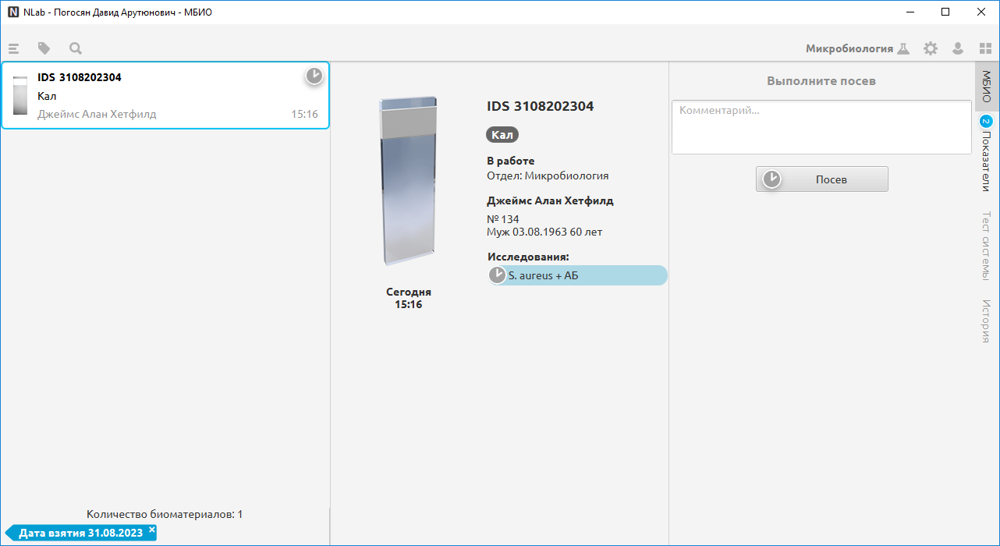 NLab - Погосян Давид Арутюнович - МБИО
Микробиология
IDS 3108202304
Кал
Джеймс Алан Хетфилд 15:16
Количество биоматериалов: 1
Дата взятия 31.08.2023 ×
Сегодня
15:16
IDS 3108202304
Кал
В работе
Отдел: Микробиология
Джеймс Алан Хетфилд
№ 134
Муж 03.08.1963 60 лет
Исследования:
S. aureus + АБ
Выполните посев
Комментарий...
Посев
МБИО
2 Показатели
Тест системы
История